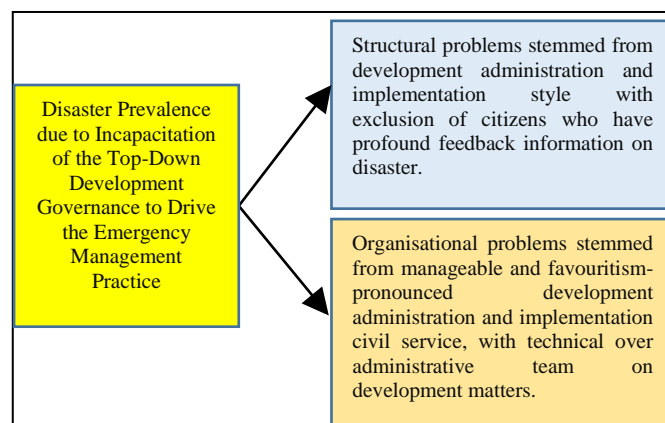 Disaster Prevalence
due to Incapacitation
of the Top-Down
Development
Governance to Drive
the Emergency
Management
Practice
Structural problems stemmed from
development administration and
implementation style with
exclusion of citizens who have
profound feedback information on
disaster.
Organisational problems stemmed
from manageable and favouritism-
pronounced development
administration and implementation
civil service, with technical over
administrative team on
development matters.